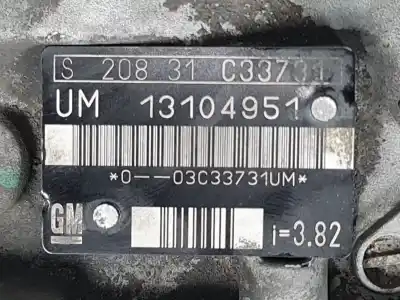 S 208 31 C33731
UM 13104951
*0--03C33731UM*
GM
i=3.82